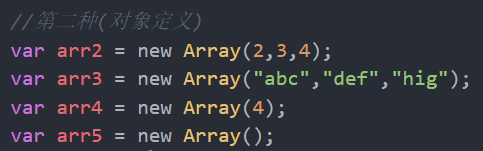 //第二种(对象定义)
var arr2 = new Array(2,3,4);
var arr3 = new Array("abc","def","hig");
var arr4 = new Array(4);
var arr5 = new Array();